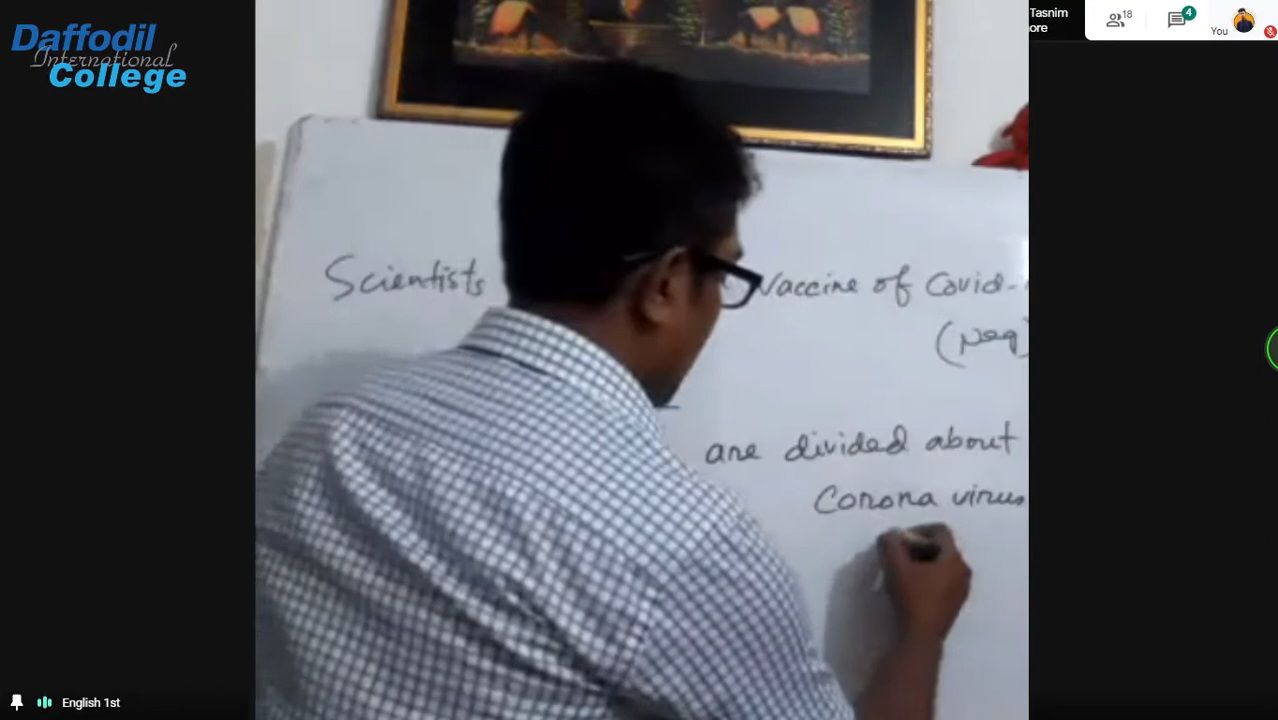 Daffodil
International
College
Tasnim
ore
18
4
You
Scientists Vaccine of Covid-
(Neg)
are divided about
Corona virus
English 1st